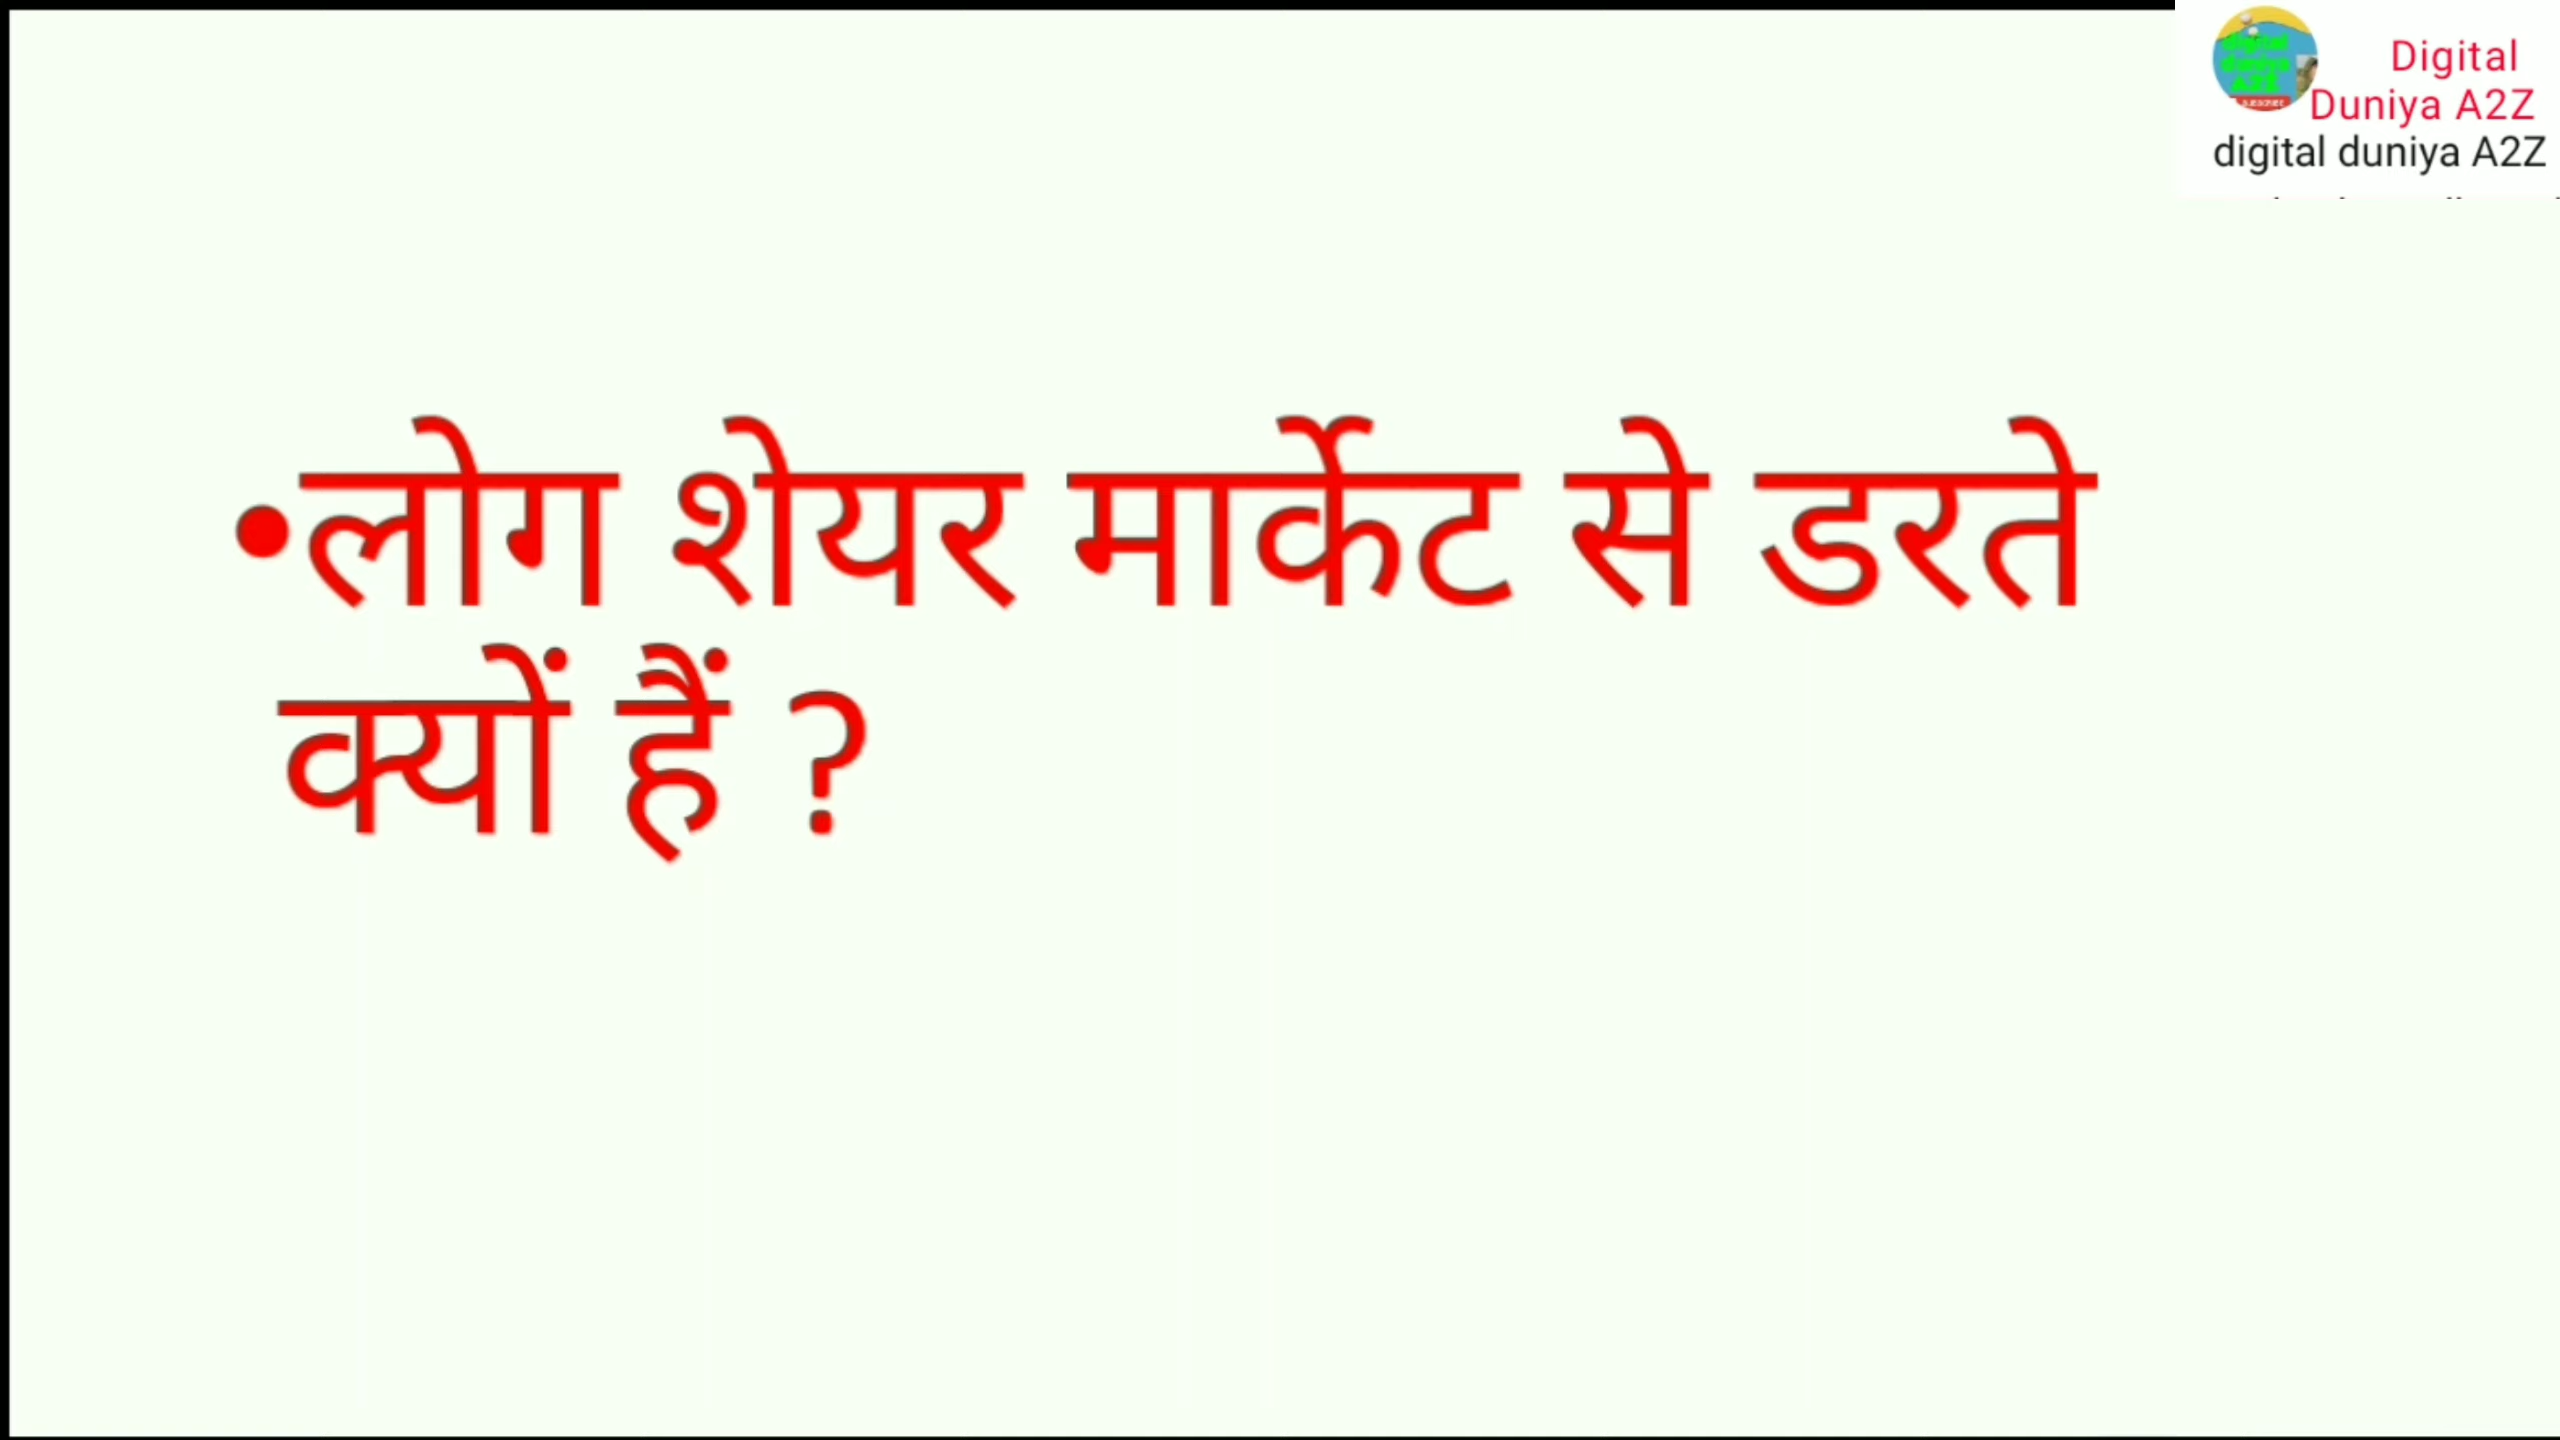 Digital
Duniya A2Z
digital duniya A2Z
•लोग शेयर मार्केट से डरते
क्यों हैं ?